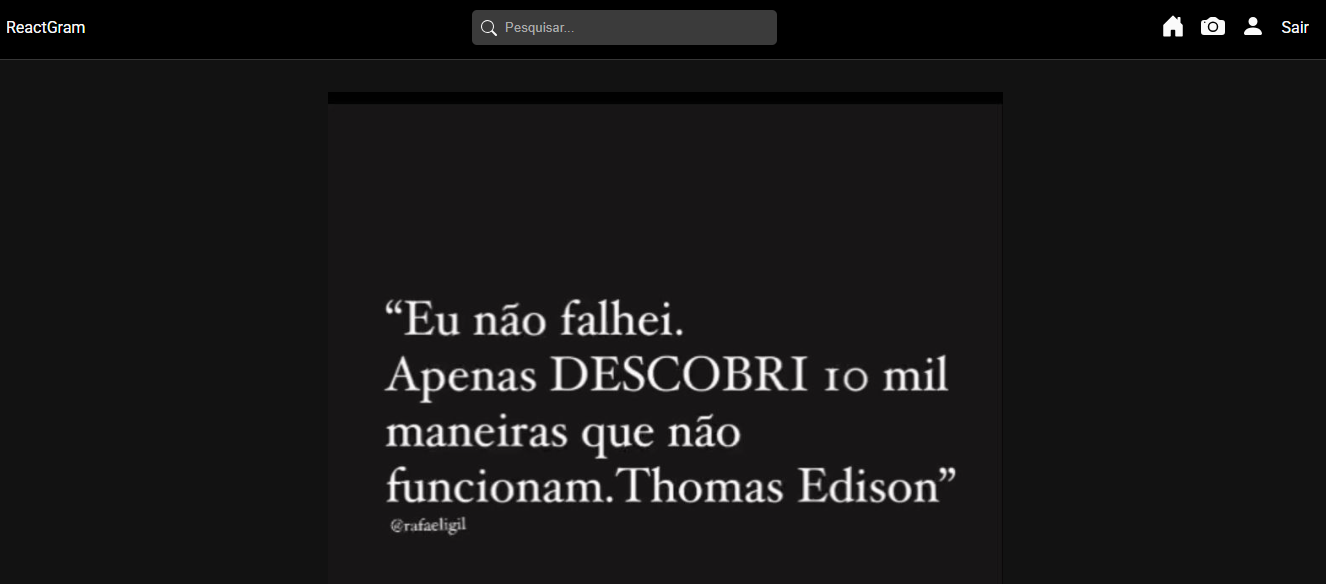 ReactGram
Pesquisar...
Sair
“Eu não falhei.
Apenas DESCOBRI 10 mil
maneiras que não
funcionam.Thomas Edison”
@rafaeligil